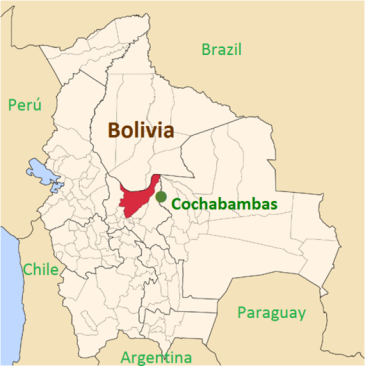 Brazil
Perú
Bolivia
Cochabambas
Chile
Paraguay
Argentina